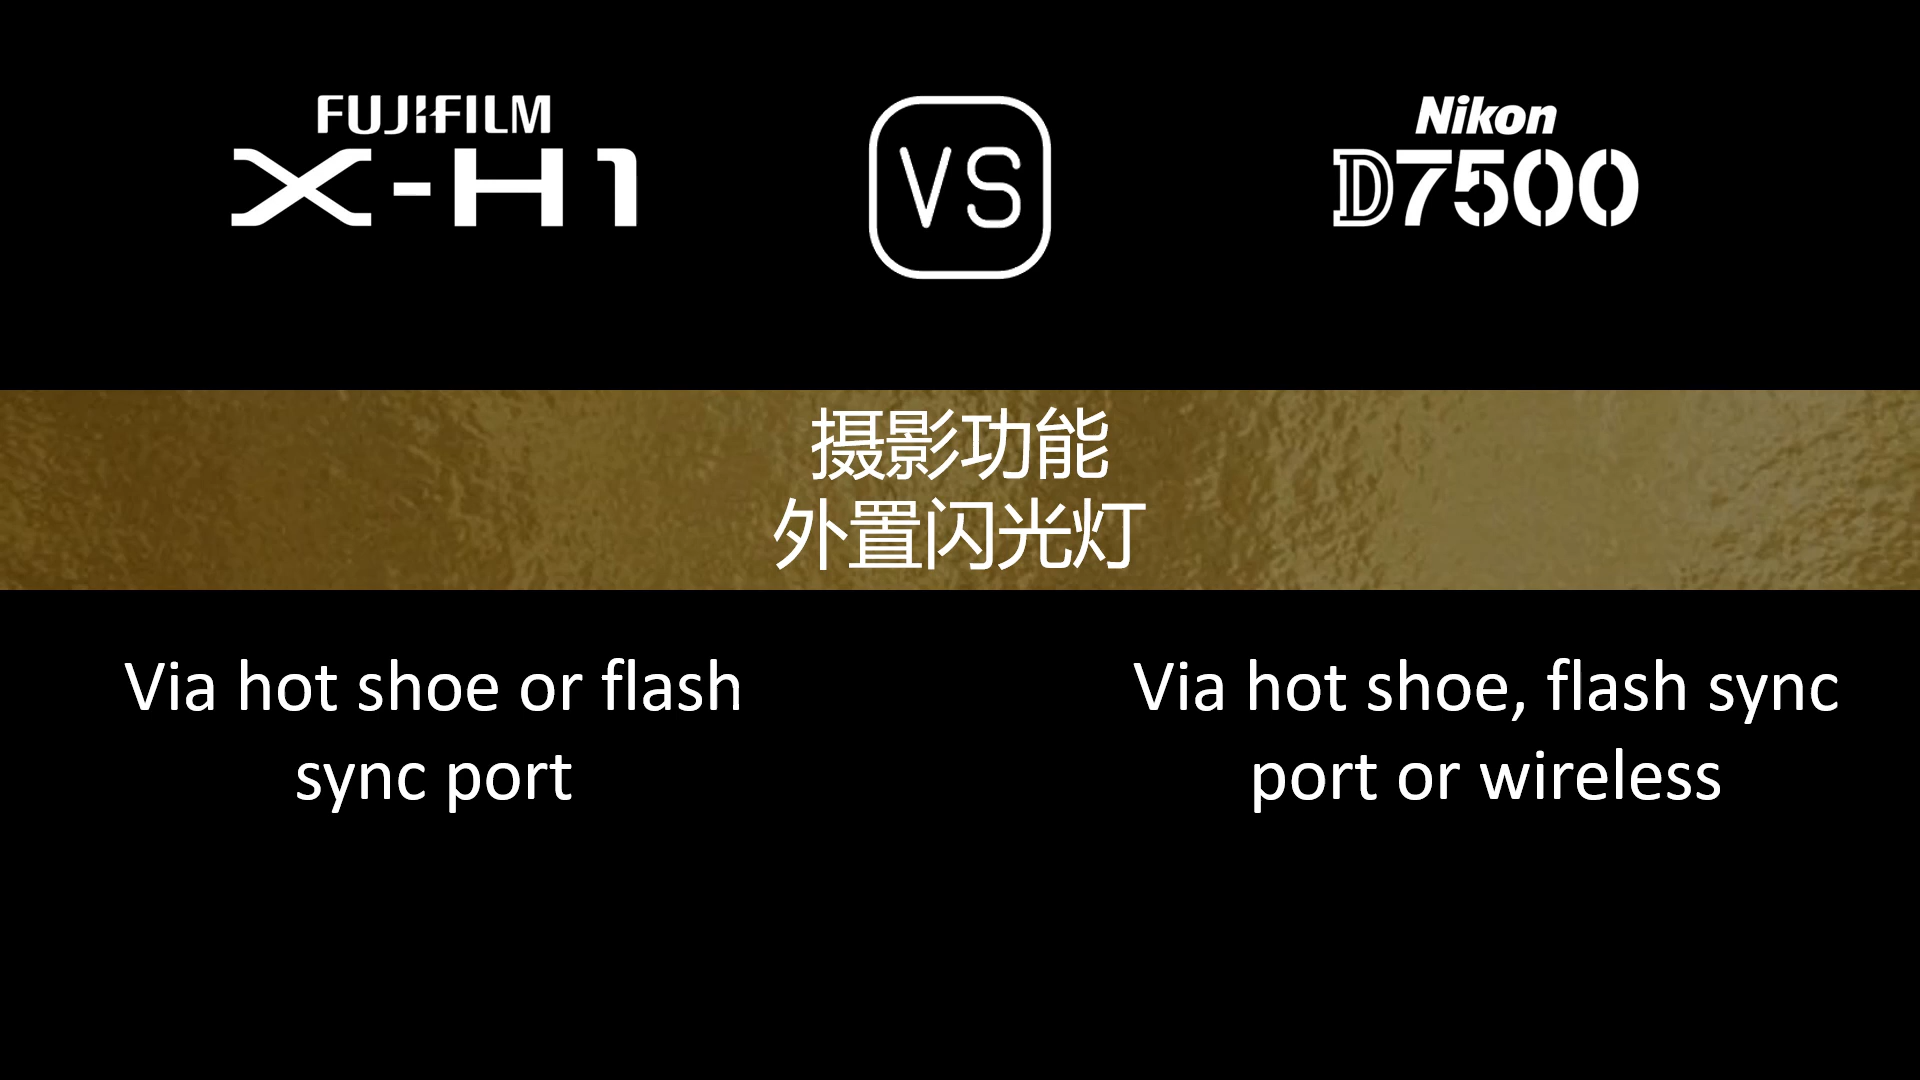 FUJIFILM
X-H1
VS
Nikon
D7500
摄影功能
外置闪光灯
Via hot shoe or flash
sync port
Via hot shoe, flash sync
port or wireless